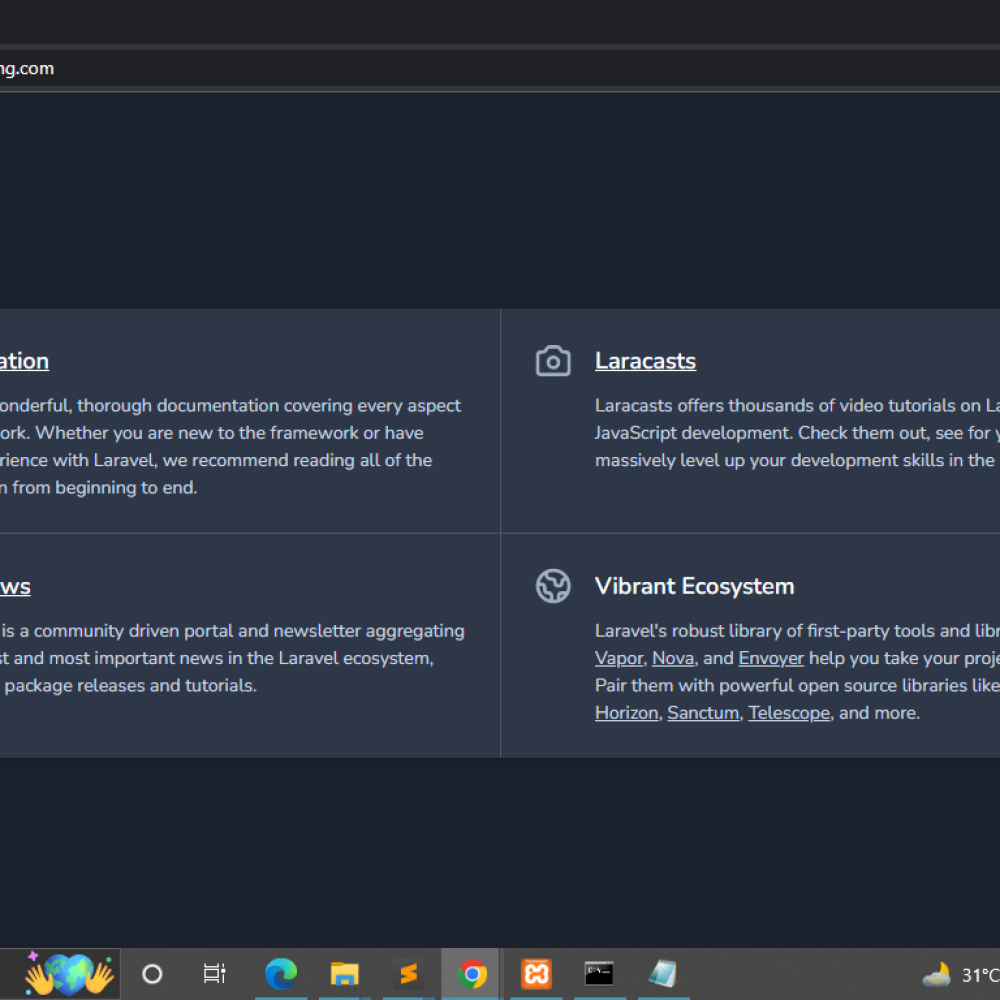 ng.com
ation
onderful, thorough documentation covering every aspect
ork. Whether you are new to the framework or have
rience with Laravel, we recommend reading all of the
n from beginning to end.
Laracasts
Laracasts offers thousands of video tutorials on La
JavaScript development. Check them out, see for y
massively level up your development skills in the
ws
is a community driven portal and newsletter aggregating
st and most important news in the Laravel ecosystem,
package releases and tutorials.
Vibrant Ecosystem
Laravel's robust library of first-party tools and libr
Vapor, Nova, and Envoyer help you take your proje
Pair them with powerful open source libraries like
Horizon, Sanctum, Telescope, and more.
31°C